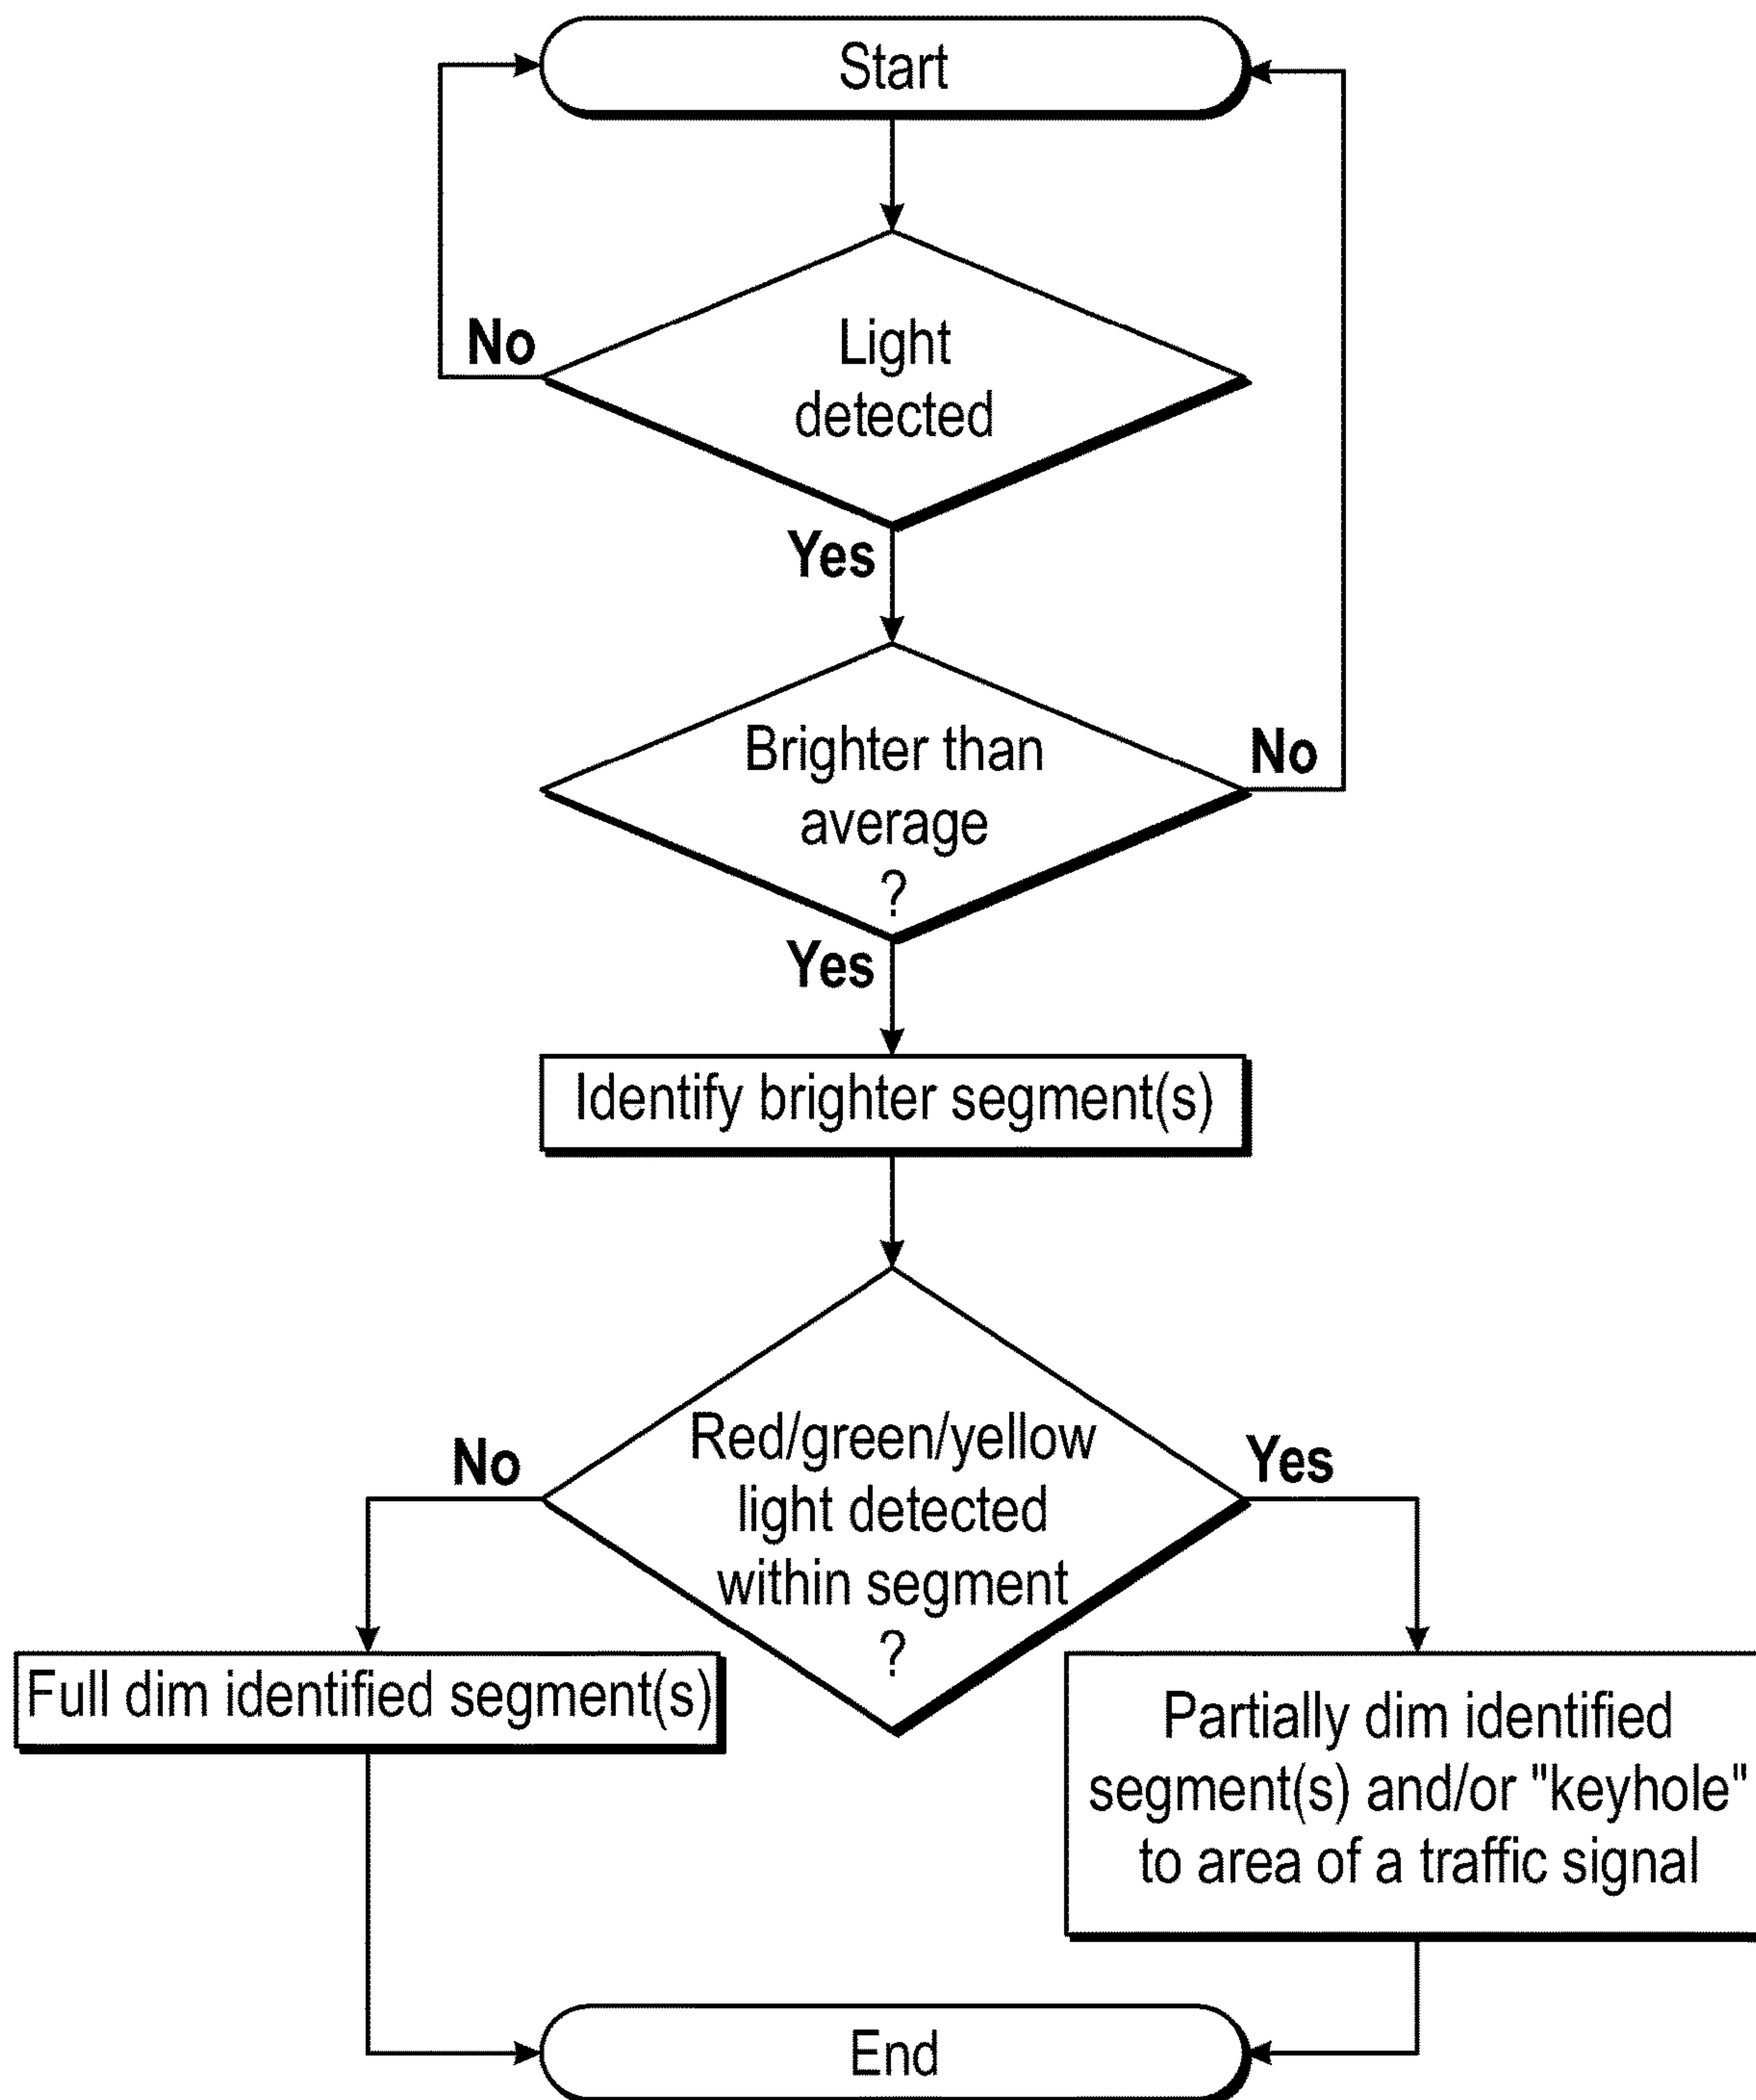 Start
No
Light
detected
Yes
Brighter than
average
?
No
Yes
Identify brighter segment(s)
No
Red/green/yellow
light detected
within segment
?
Yes
Full dim identified segment(s)
Partially dim identified
segment(s) and/or "keyhole"
to area of a traffic signal
End